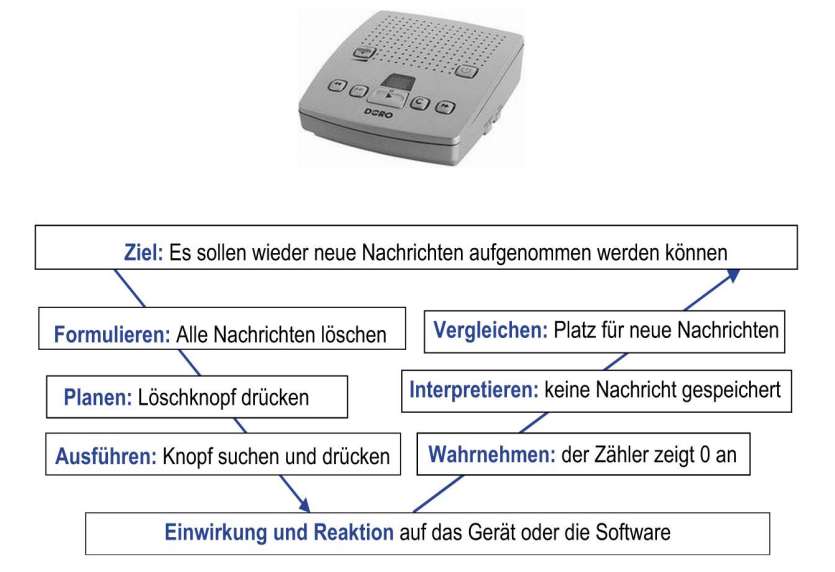 DORO
Ziel: Es sollen wieder neue Nachrichten aufgenommen werden können
Formulieren: Alle Nachrichten löschen
Planen: Löschknopf drücken
Ausführen: Knopf suchen und drücken
Vergleichen: Platz für neue Nachrichten
Interpretieren: keine Nachricht gespeichert
Wahrnehmen: der Zähler zeigt 0 an
Einwirkung und Reaktion auf das Gerät oder die Software